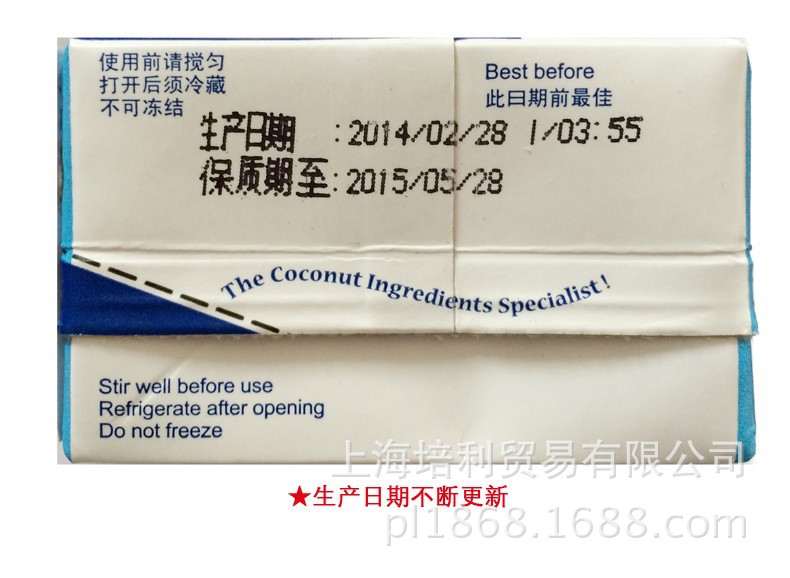 使用前请搅匀
打开后须冷藏
不可冻结
Best before
此日期前最佳
生产日期 :2014/02/28 1/03:55
保质期至:2015/05/28
The Coconut Ingredients Specialist!
Stir well before use
Refrigerate after opening
Do not freeze
上海培利贸易有限公司
★生产日期不断更新
pl1868.1688.com